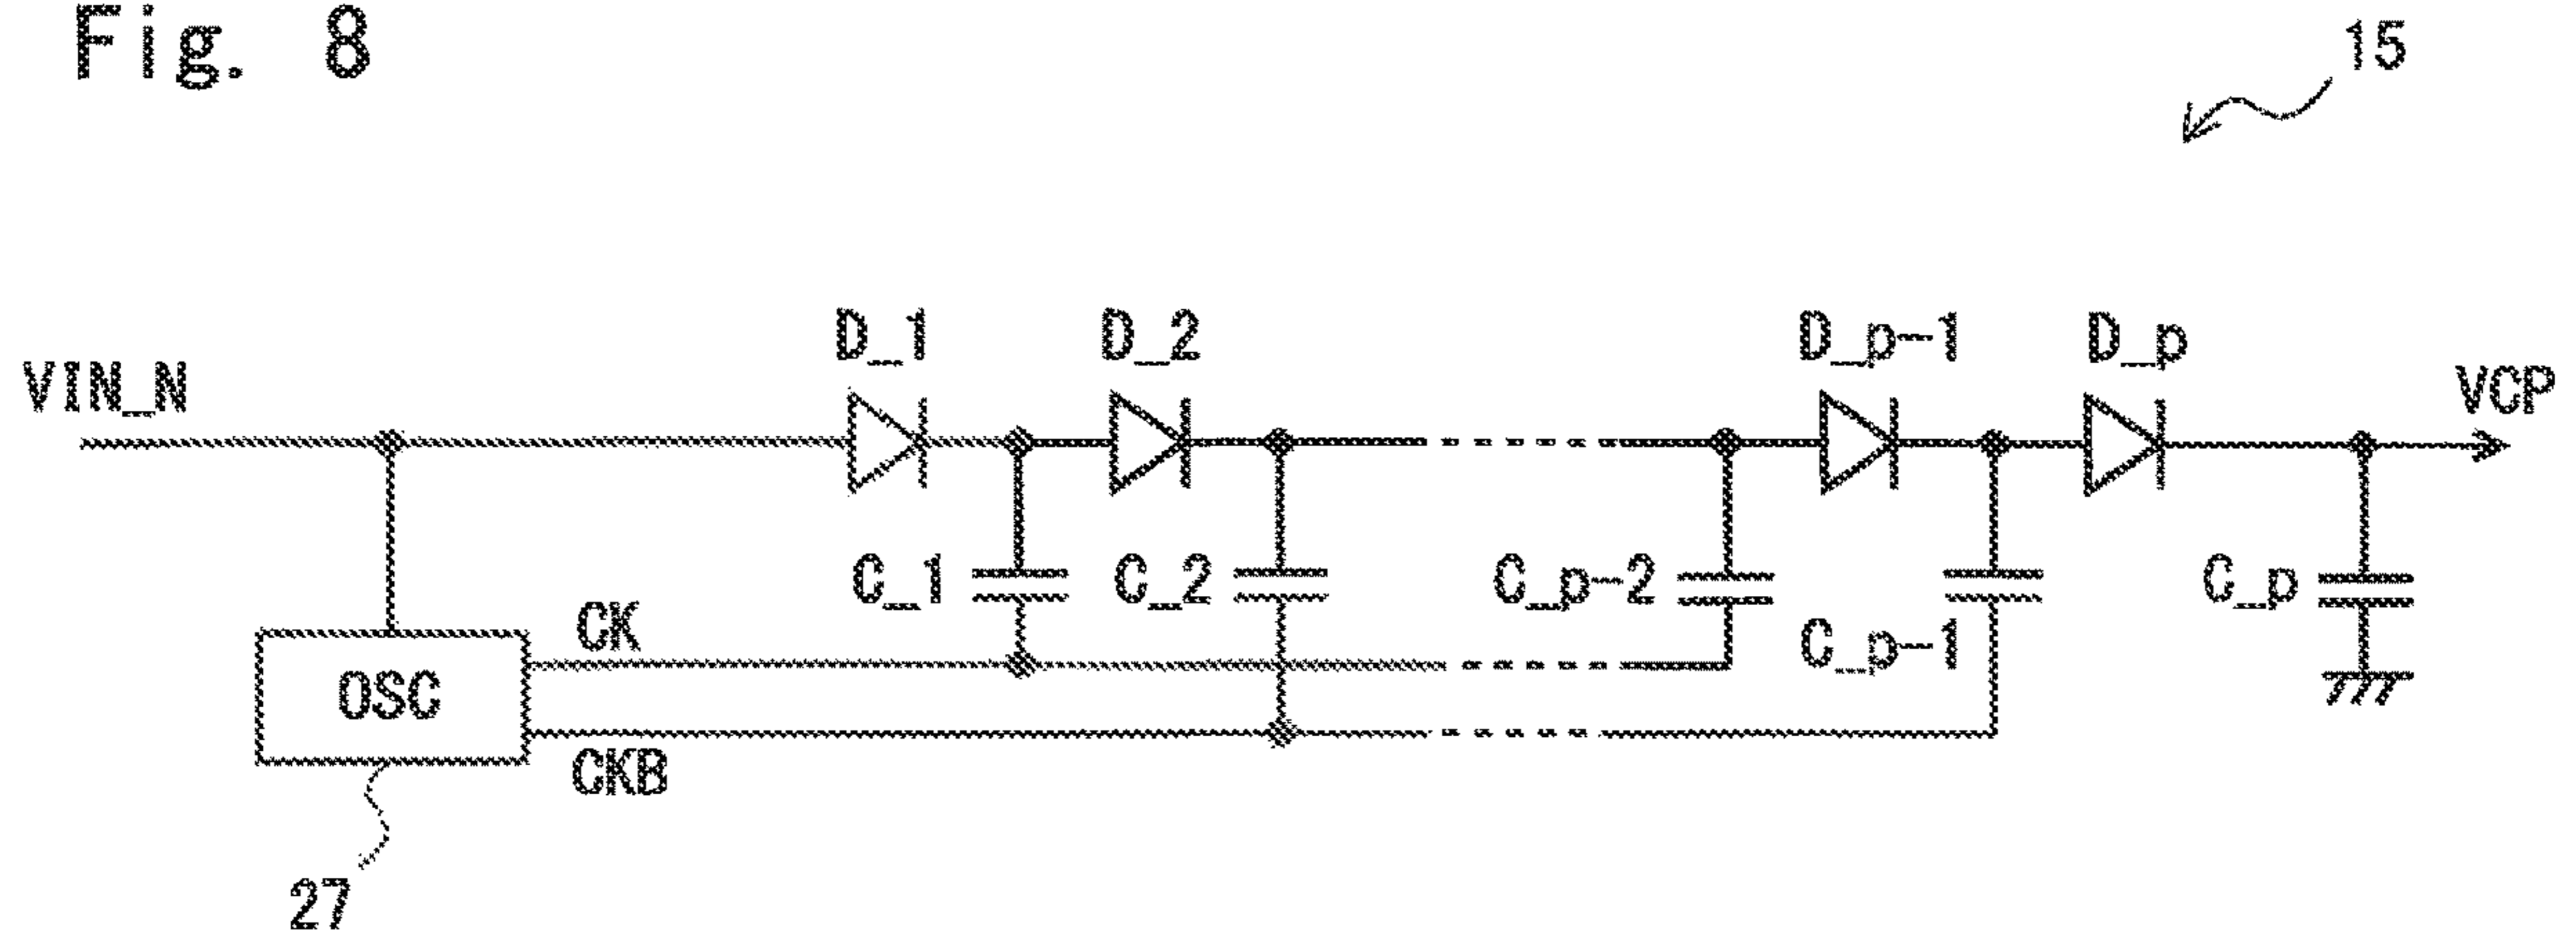 Fig. 8
15
D_1
D_2
D_p-1
D_p
VIN_N
VCP
C_1
C_2
C_p-2
C_p-1
C_p
CK
OSC
CKB
27